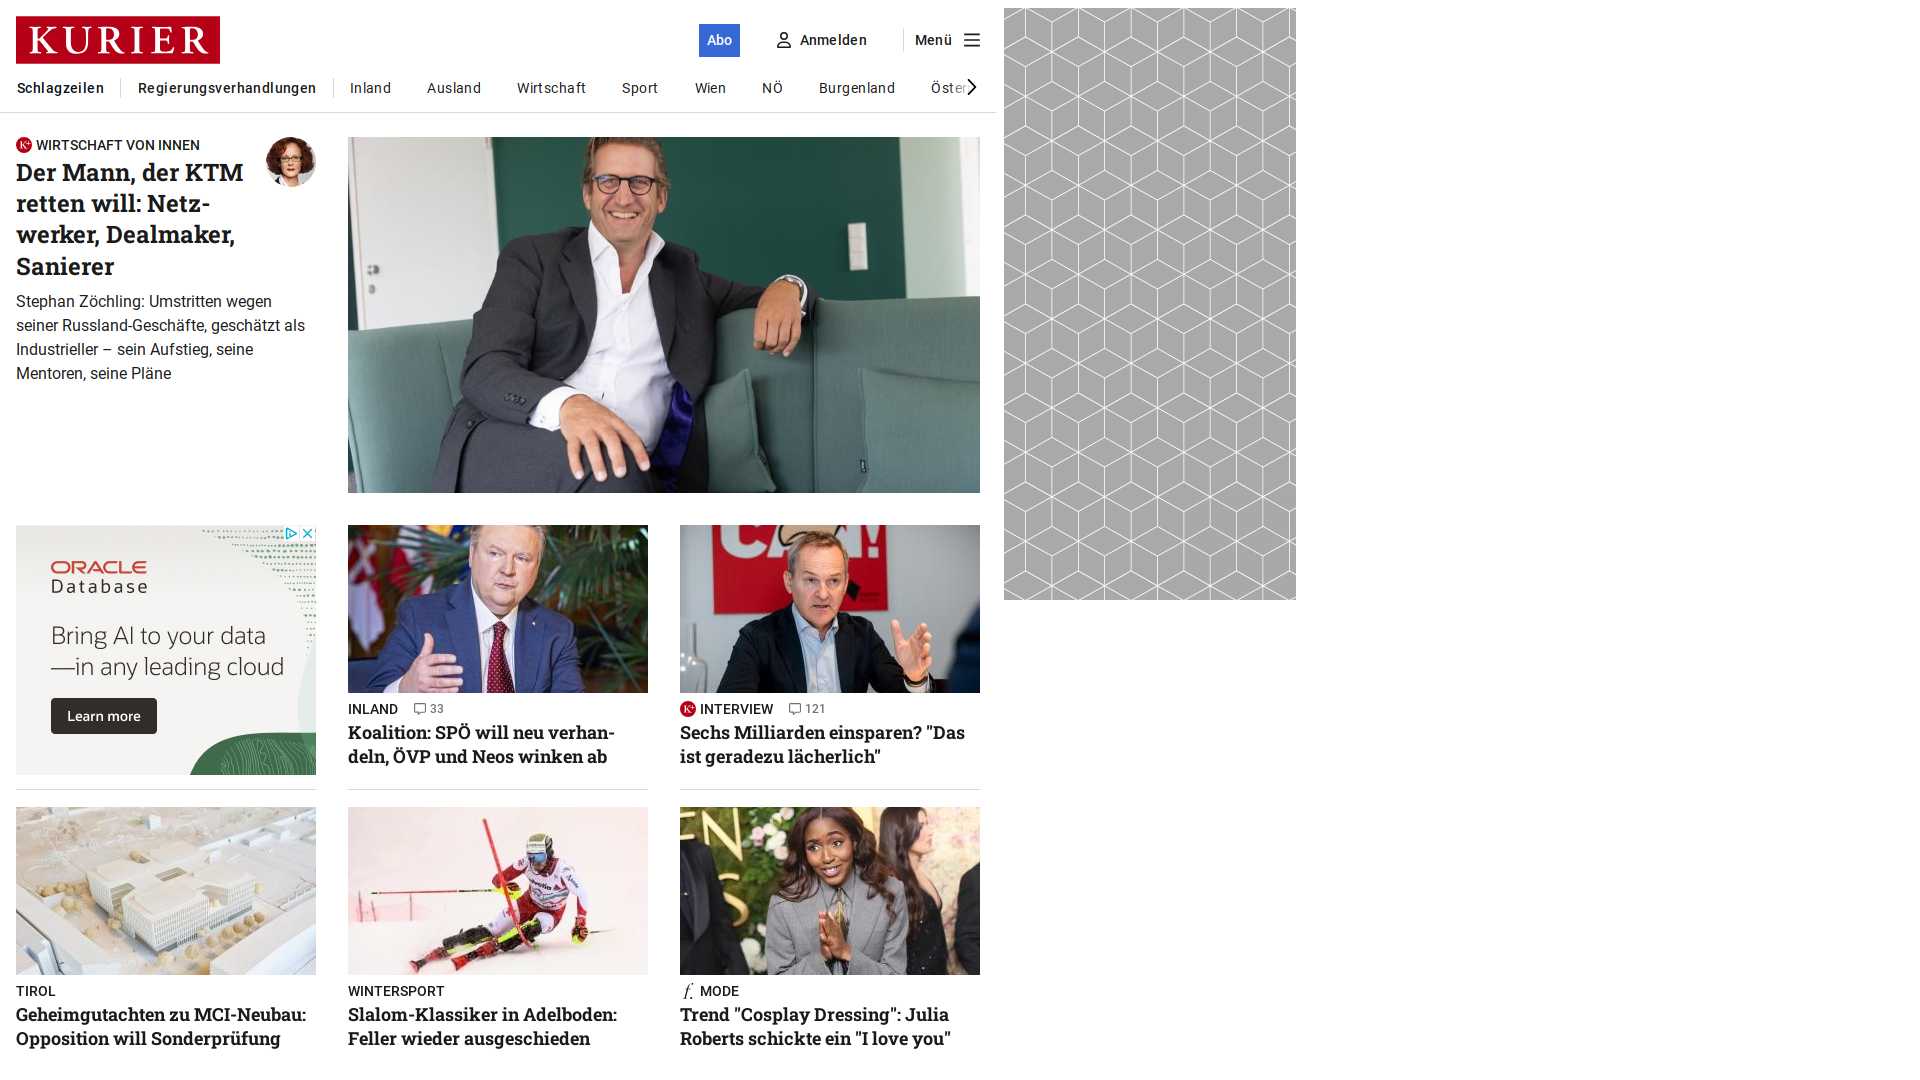 KURIER
Abo
Anmelden
Menü
Schlagzeilen
Regierungsverhandlungen
Inland
Ausland
Wirtschaft
Sport
Wien
NÖ
Burgenland
Öster
WIRTSCHAFT VON INNEN
Der Mann, der KTM
retten will: Netz-
werker, Dealmaker,
Sanierer
Stephan Zöchling: Umstritten wegen
seiner Russland-Geschäfte, geschätzt als
Industrieller – sein Aufstieg, seine
Mentoren, seine Pläne
ORACLE
Database
Bring AI to your data
—in any leading cloud
Learn more
INLAND 33
Koalition: SPÖ will neu verhan-
deln, ÖVP und Neos winken ab
INTERVIEW 121
Sechs Milliarden einsparen? "Das
ist geradezu lächerlich"
TIROL
Geheimgutachten zu MCI-Neubau:
Opposition will Sonderprüfung
WINTERSPORT
Slalom-Klassiker in Adelboden:
Feller wieder ausgeschieden
f. MODE
Trend "Cosplay Dressing": Julia
Roberts schickte ein "I love you"